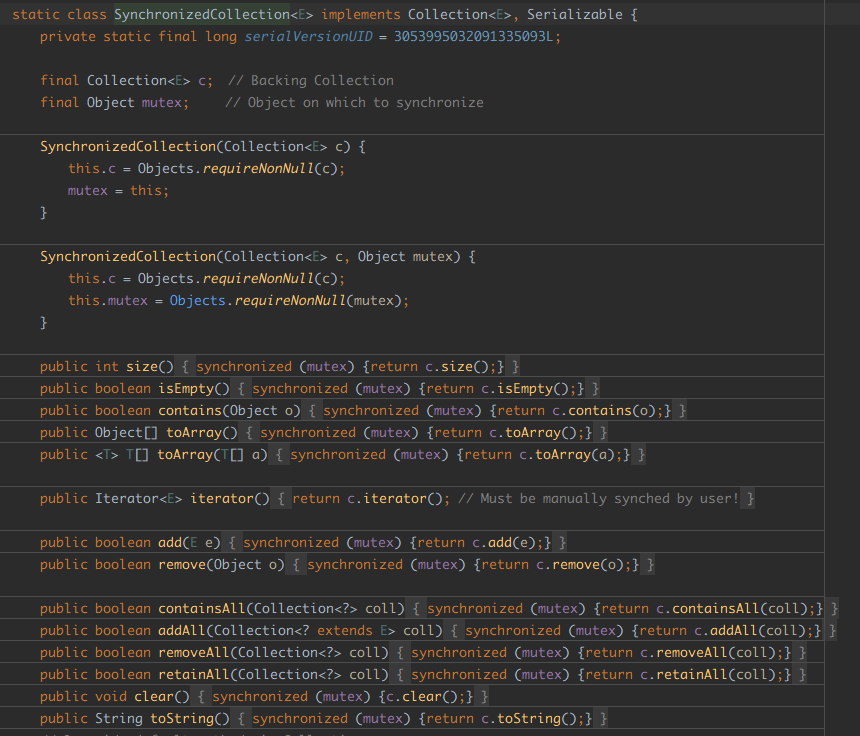 static class SynchronizedCollection<E> implements Collection<E>, Serializable {
private static final long serialVersionUID = 3053995032091335093L;
final Collection<E> c;  // Backing Collection
final Object mutex;     // Object on which to synchronize
SynchronizedCollection(Collection<E> c) {
this.c = Objects.requireNonNull(c);
mutex = this;
}
SynchronizedCollection(Collection<E> c, Object mutex) {
this.c = Objects.requireNonNull(c);
this.mutex = Objects.requireNonNull(mutex);
}
public int size() { synchronized (mutex) {return c.size();} }
public boolean isEmpty() { synchronized (mutex) {return c.isEmpty();} }
public boolean contains(Object o) { synchronized (mutex) {return c.contains(o);} }
public Object[] toArray() { synchronized (mutex) {return c.toArray();} }
public <T> T[] toArray(T[] a) { synchronized (mutex) {return c.toArray(a);} }
public Iterator<E> iterator() { return c.iterator(); // Must be manually synched by user! }
public boolean add(E e) { synchronized (mutex) {return c.add(e);} }
public boolean remove(Object o) { synchronized (mutex) {return c.remove(o);} }
public boolean containsAll(Collection<?> coll) { synchronized (mutex) {return c.containsAll(coll);} }
public boolean addAll(Collection<? extends E> coll) { synchronized (mutex) {return c.addAll(coll);} }
public boolean removeAll(Collection<?> coll) { synchronized (mutex) {return c.removeAll(coll);} }
public boolean retainAll(Collection<?> coll) { synchronized (mutex) {return c.retainAll(coll);} }
public void clear() { synchronized (mutex) {c.clear();} }
public String toString() { synchronized (mutex) {return c.toString();} }